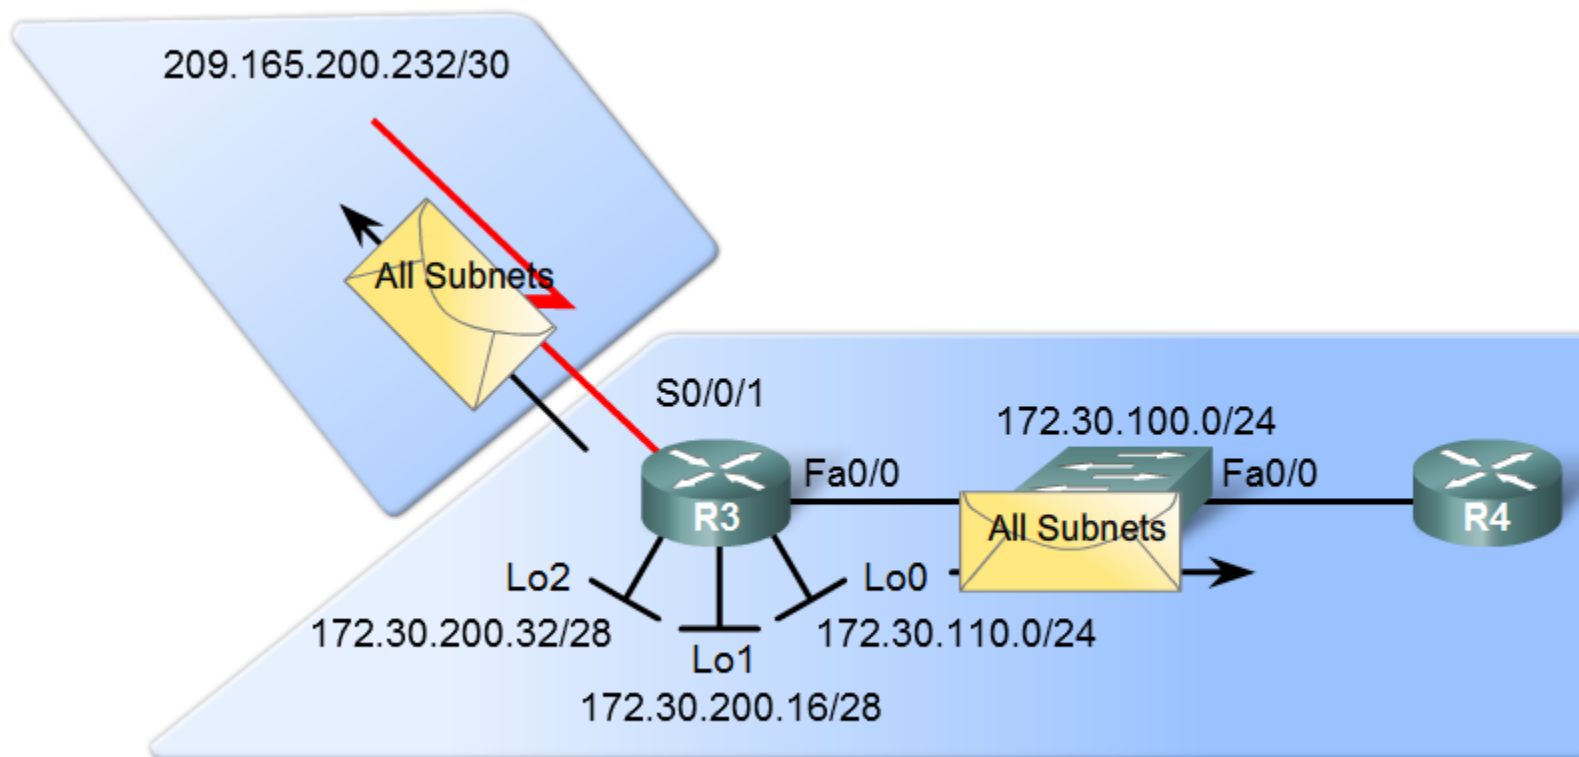 209.165.200.232/30
All Subnets
S0/0/1
172.30.100.0/24
Fa0/0
Fa0/0
R3
R4
All Subnets
Lo2
Lo0
172.30.200.32/28
172.30.110.0/24
Lo1
172.30.200.16/28